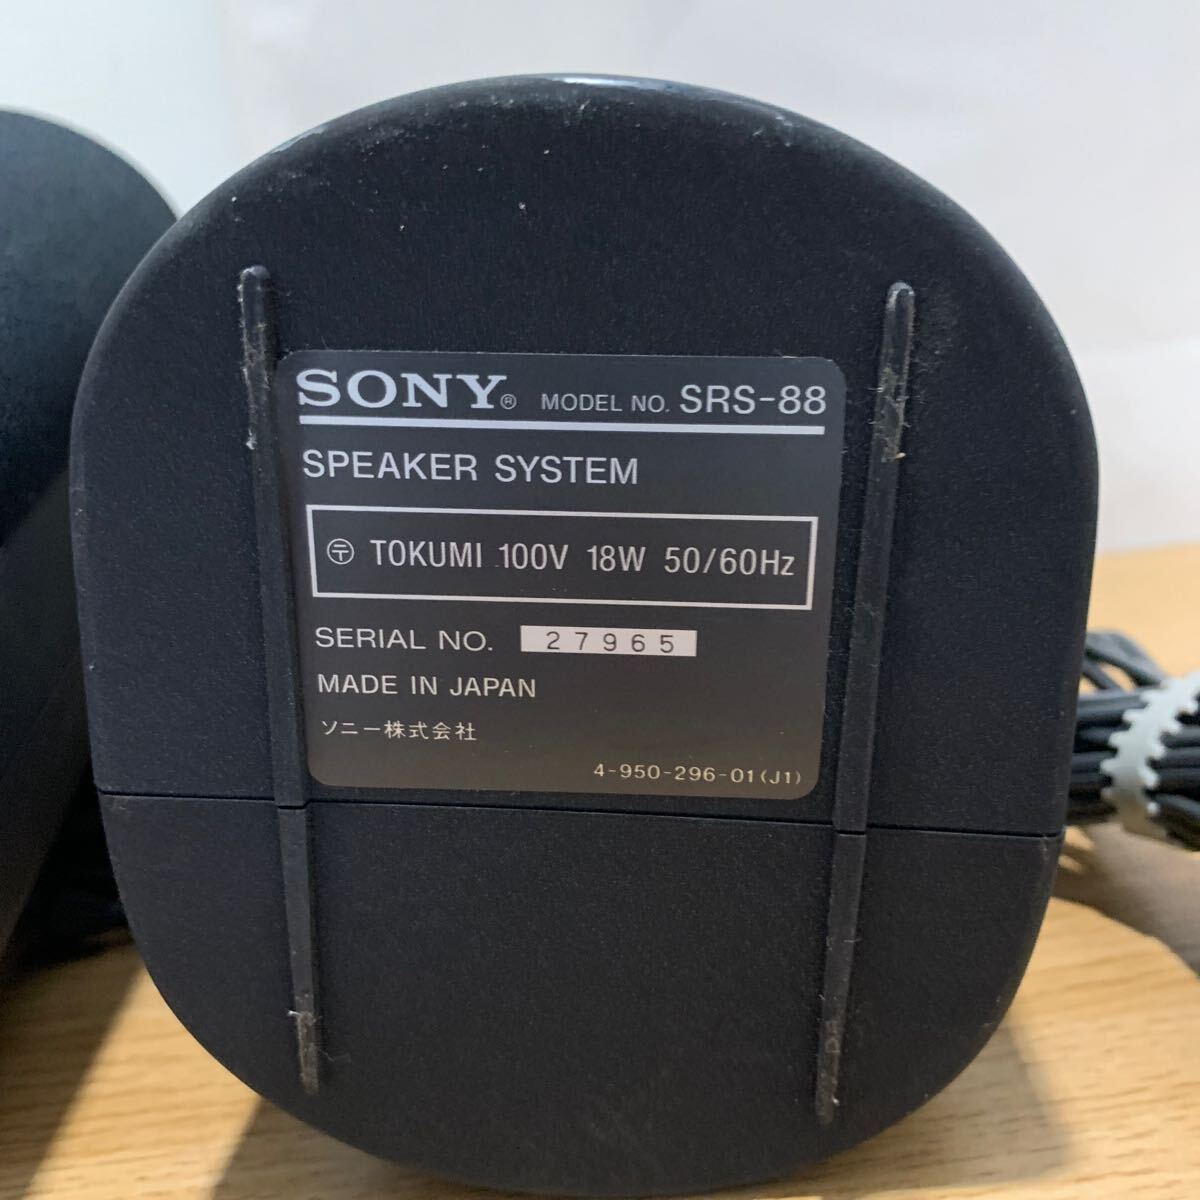 SONY® MODEL NO. SRS-88
SPEAKER SYSTEM
〶 TOKUMI 100V 18W 50/60Hz
SERIAL NO. 27965
MADE IN JAPAN
ソニー株式会社
4-950-296-01(J1)